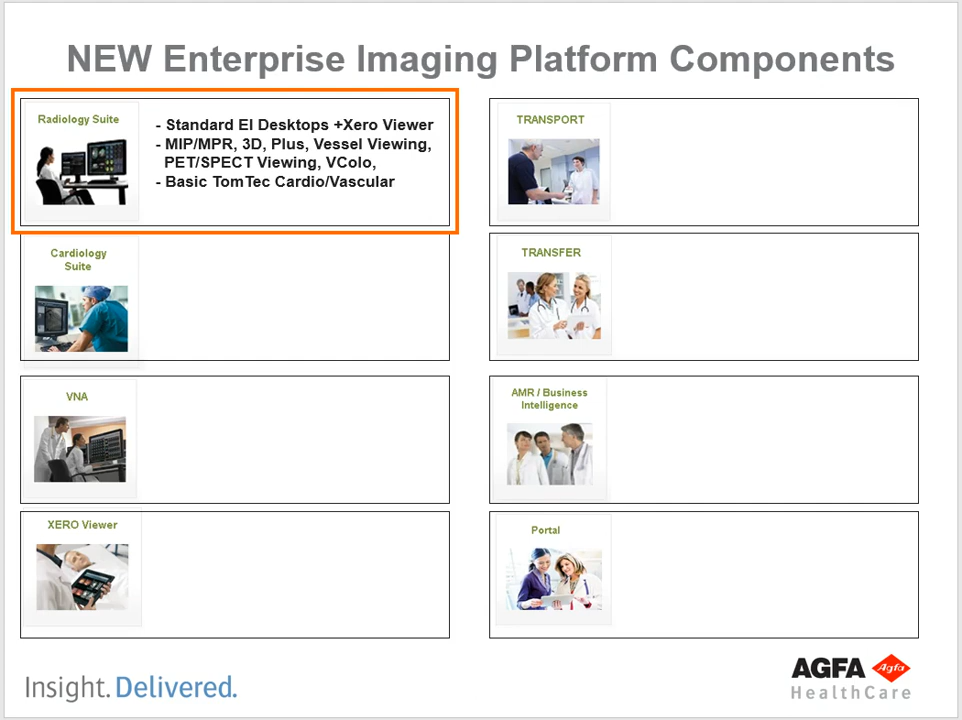 NEW Enterprise Imaging Platform Components
Radiology Suite
- Standard EI Desktops +Xero Viewer
- MIP/MPR, 3D, Plus, Vessel Viewing,
PET/SPECT Viewing, VColo,
- Basic TomTec Cardio/Vascular
TRANSPORT
Cardiology
Suite
TRANSFER
VNA
AMR / Business
Intelligence
XERO Viewer
Portal
Insight. Delivered.
AGFA
Agfa
HealthCare